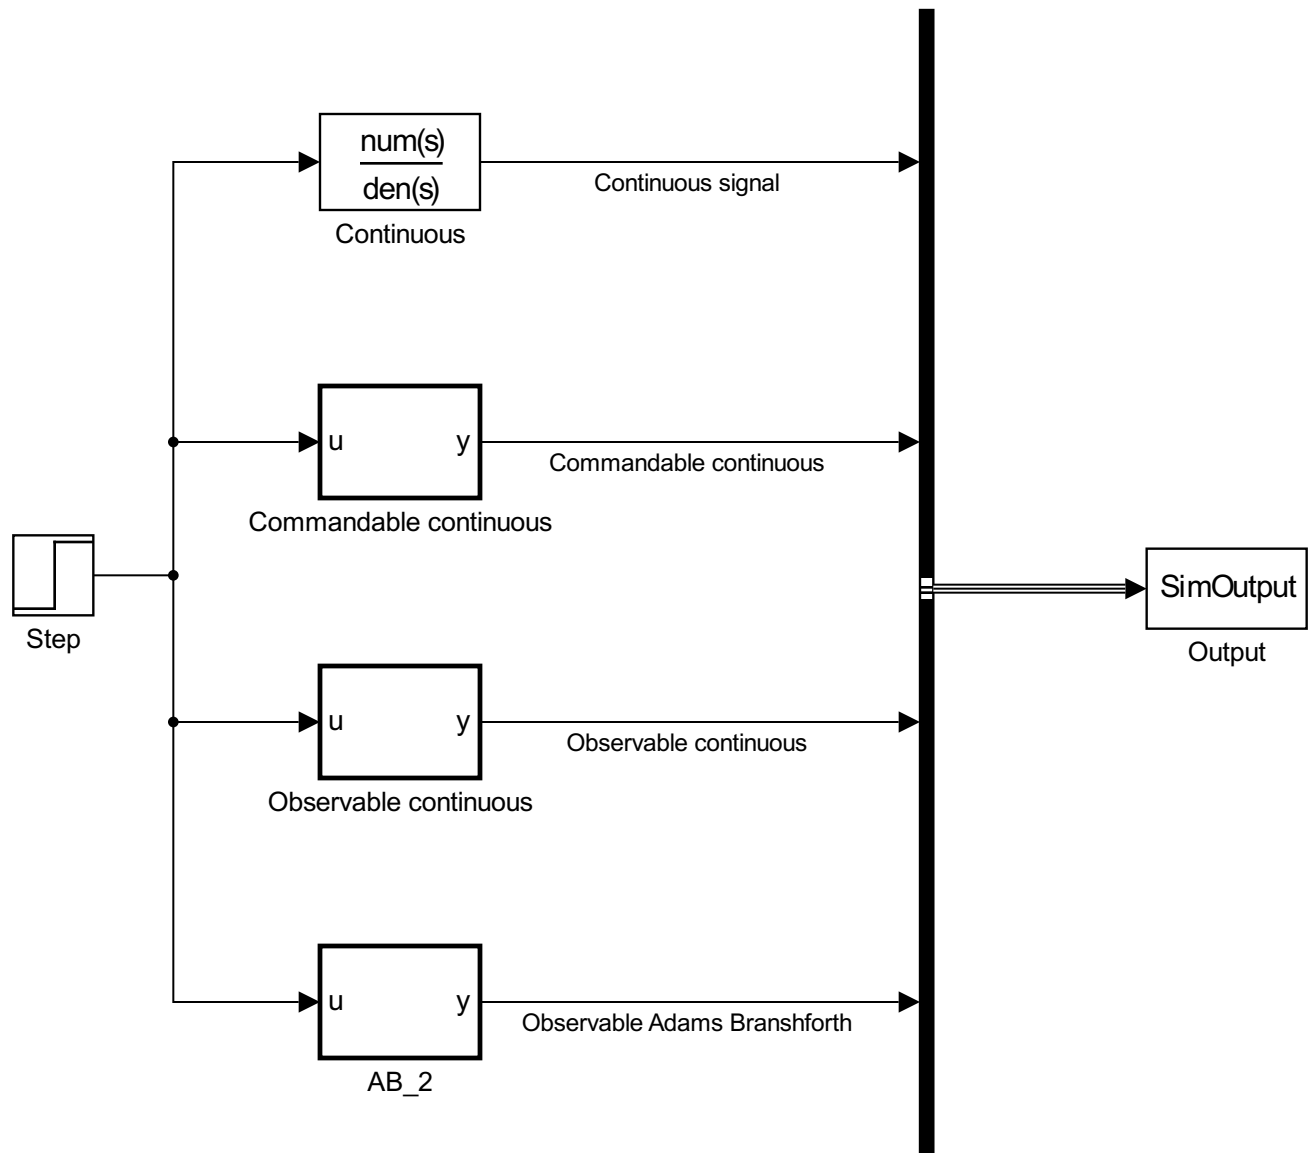 num(s)
den(s)
Continuous signal
Continuous
u
y
Commandable continuous
Commandable continuous
Step
SimOutput
Output
u
y
Observable continuous
Observable continuous
u
y
Observable Adams Branshforth
AB_2